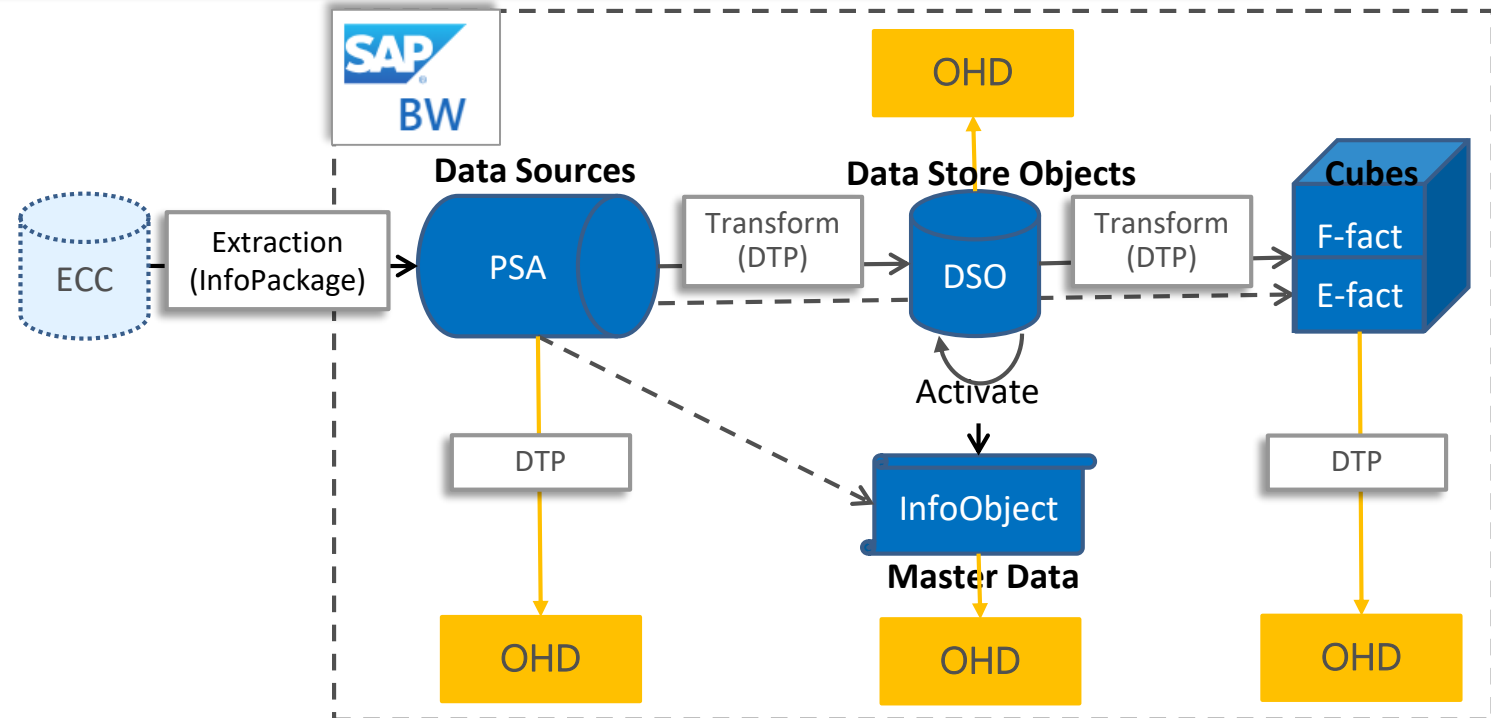 SAP
®
BW
OHD
Data Sources
Data Store Objects
Cubes
ECC
Extraction
(InfoPackage)
PSA
Transform
(DTP)
DSO
Transform
(DTP)
F-fact
E-fact
Activate
DTP
InfoObject
DTP
Master Data
OHD
OHD
OHD